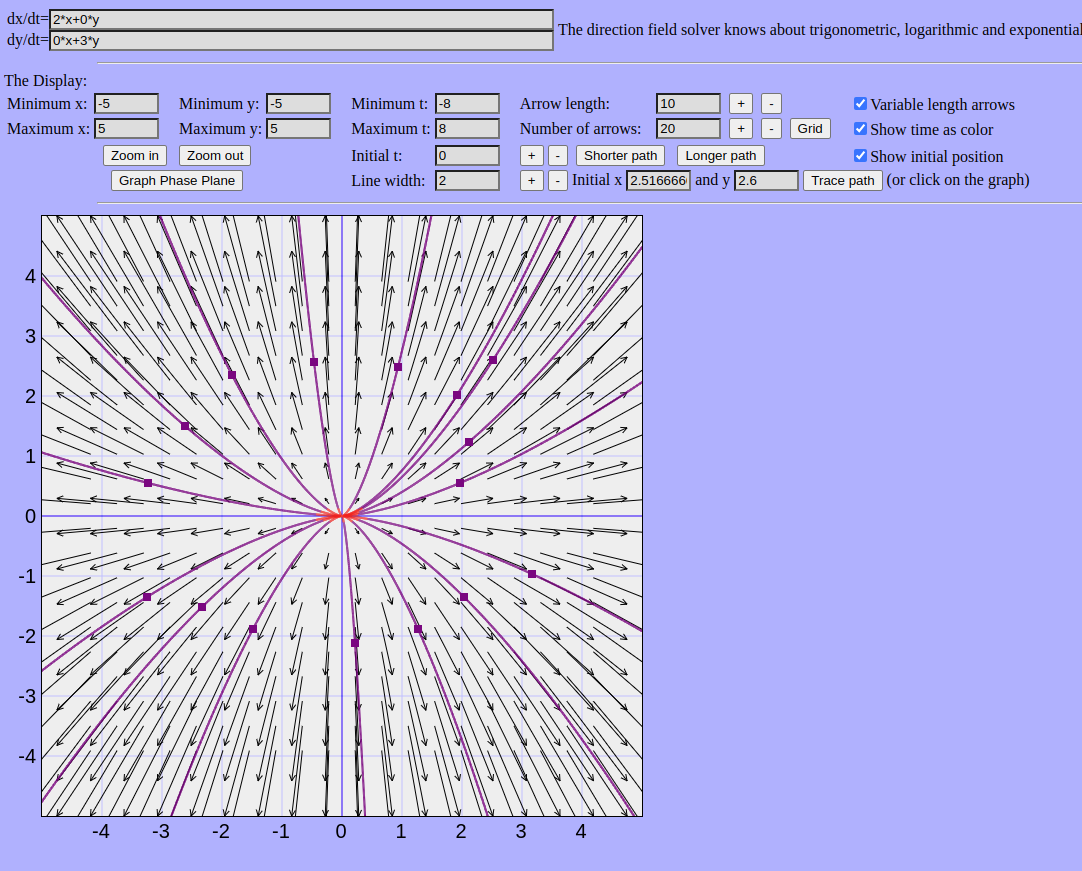 dx/dt= 2*x+0*y
The direction field solver knows about trigonometric, logarithmic and exponential
dy/dt= 0*x+3*y
The Display:
Minimum x: -5 Minimum y: -5 Minimum t: -8 Arrow length: 10 + - Variable length arrows
Maximum x: 5 Maximum y: 5 Maximum t: 8 Number of arrows: 20 + - Grid Show time as color
Zoom in Zoom out Initial t: 0 + - Shorter path Longer path Show initial position
Graph Phase Plane Line width: 2 + - Initial x 2.516666 and y 2.6 Trace path (or click on the graph)
4
3
2
1
0
-1
-2
-3
-4
-4 -3 -2 -1 0 1 2 3 4